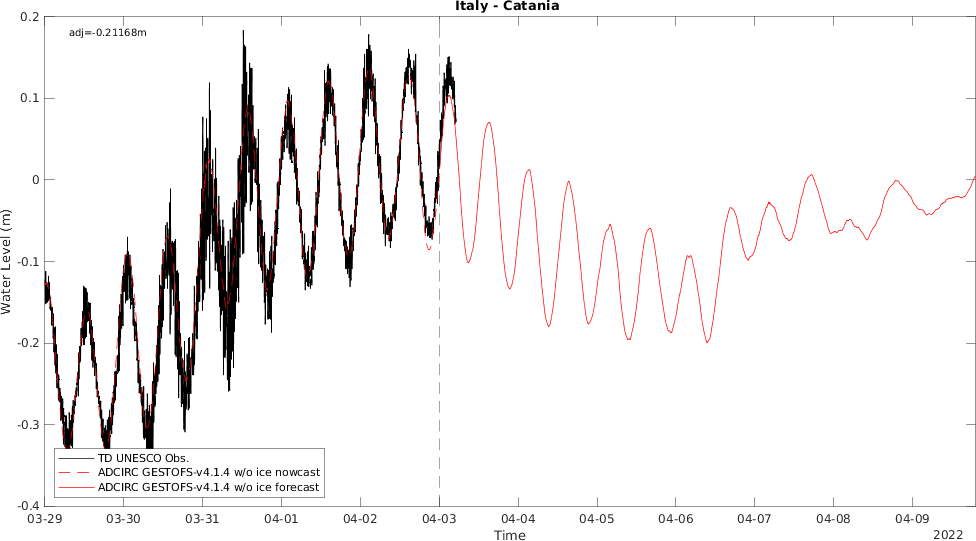 Italy - Catania
adj=-0.21168m
0.2
0.1
0
-0.1
-0.2
-0.3
-0.4
Water Level (m)
TD UNESCO Obs.
ADCIRC GESTOFS-v4.1.4 w/o ice nowcast
ADCIRC GESTOFS-v4.1.4 w/o ice forecast
03-29 03-30 03-31 04-01 04-02 04-03 04-04 04-05 04-06 04-07 04-08 04-09
Time
2022